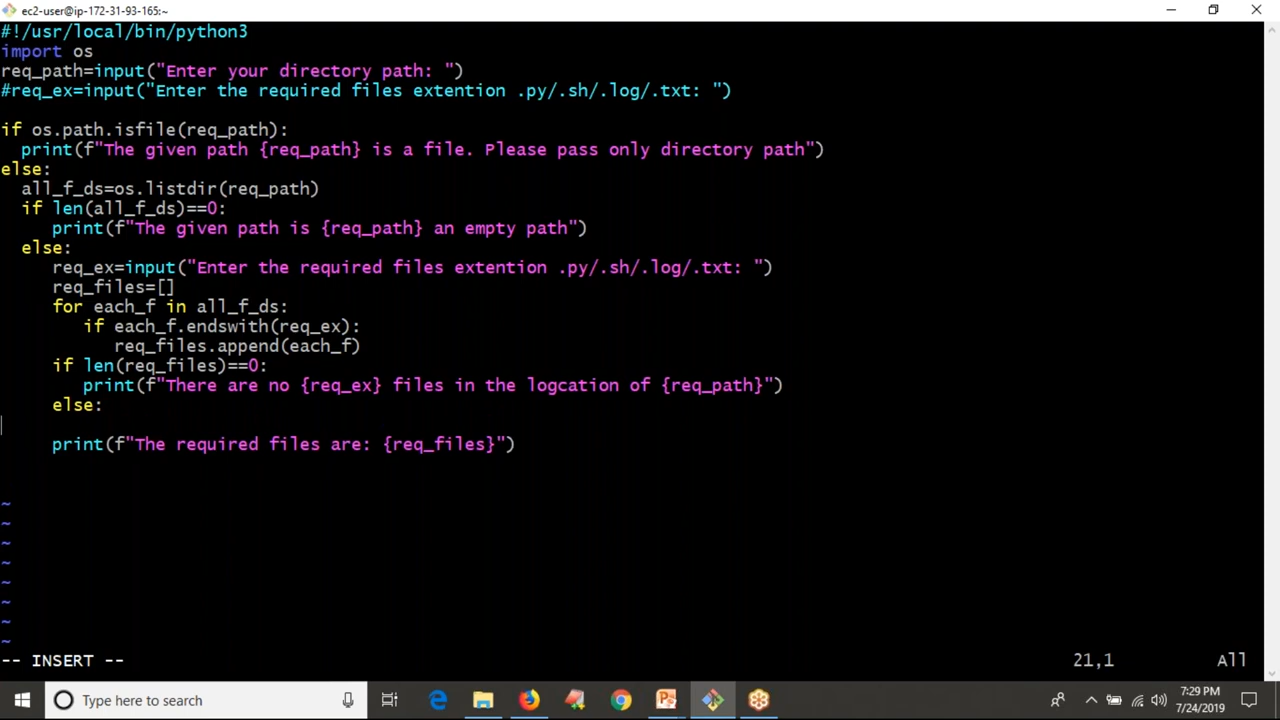 ec2-user@ip-172-31-93-165:~
#!/usr/local/bin/python3
import os
req_path=input("Enter your directory path: ")
#req_ex=input("Enter the required files extention .py/.sh/.log/.txt: ")
if os.path.isfile(req_path):
  print(f"The given path {req_path} is a file. Please pass only directory path")
else:
  all_f_ds=os.listdir(req_path)
  if len(all_f_ds)==0:
     print(f"The given path is {req_path} an empty path")
  else:
     req_ex=input("Enter the required files extention .py/.sh/.log/.txt: ")
     req_files=[]
     for each_f in all_f_ds:
        if each_f.endswith(req_ex):
           req_files.append(each_f)
     if len(req_files)==0:
        print(f"There are no {req_ex} files in the logcation of {req_path}")
     else:
     print(f"The required files are: {req_files}")
~
~
~
~
~
~
~
~
-- INSERT --
21,1
All
Type here to search
7:29 PM
7/24/2019